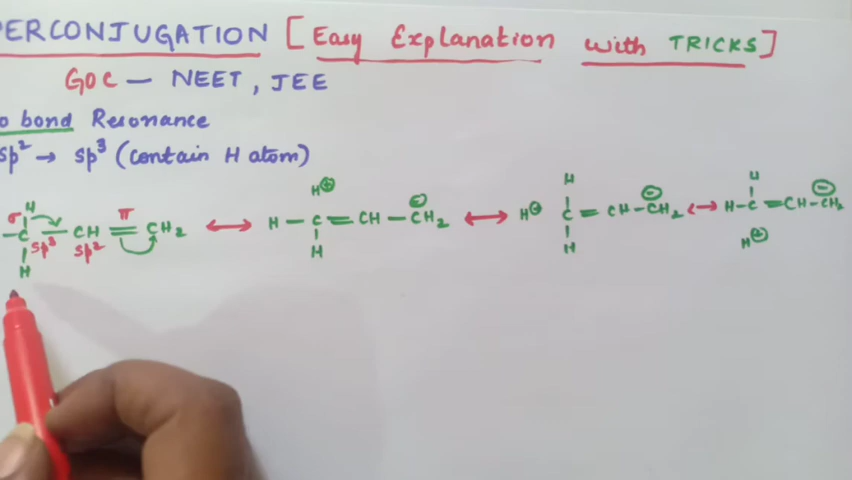 PERCONJUGATION [Easy Explanation with TRICKS]
GOC — NEET, JEE
o bond Resonance
sp² → sp³ (contain H atom)
H H⊕ ⊖ H ⊖ H ⊖
σ π
– C — CH = CH₂ ↔ H – C = CH – CH₂ ↔ H⊕ C = CH – CH₂ ↔ H – C = CH – CH₂
sp³ sp²
H H H H⊕